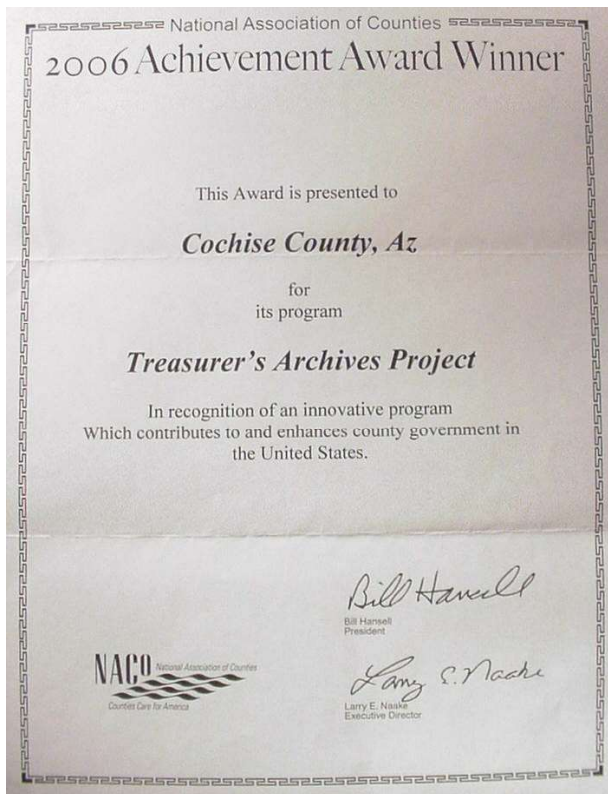 National Association of Counties
2006 Achievement Award Winner
This Award is presented to
Cochise County, Az
for
its program
Treasurer's Archives Project
In recognition of an innovative program
Which contributes to and enhances county government in
the United States.
Bill Hansell
Bill Hansell
President
NACO National Association of Counties
Counties Care for America
Larry E. Naake
Larry E. Naake
Executive Director